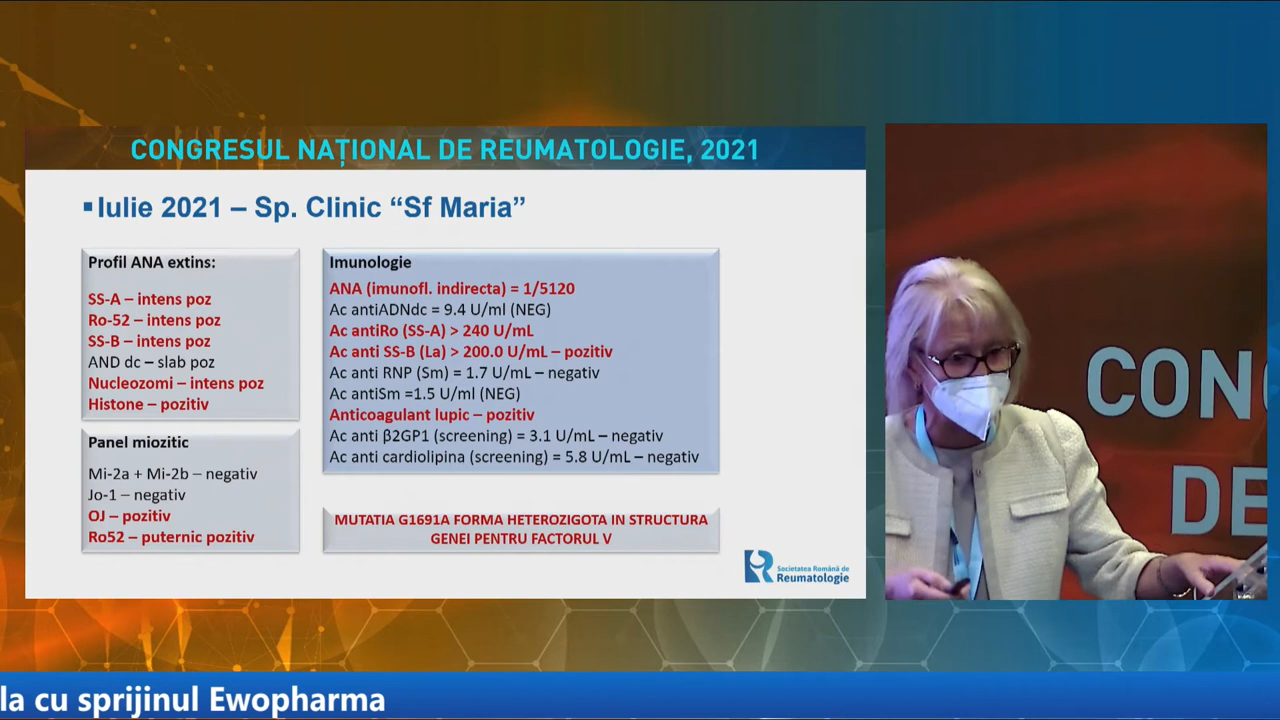 CONGRESUL NAȚIONAL DE REUMATOLOGIE, 2021
Iulie 2021 – Sp. Clinic “Sf Maria”
Profil ANA extins:
SS-A – intens poz
Ro-52 – intens poz
SS-B – intens poz
AND dc – slab poz
Nucleozomi – intens poz
Histone – pozitiv
Panel miozitic
Mi-2a + Mi-2b – negativ
Jo-1 – negativ
OJ – pozitiv
Ro52 – puternic pozitiv
Imunologie
ANA (imunofl. indirecta) = 1/5120
Ac antiADNdc = 9.4 U/ml (NEG)
Ac antiRo (SS-A) > 240 U/mL
Ac anti SS-B (La) > 200.0 U/mL – pozitiv
Ac anti RNP (Sm) = 1.7 U/mL – negativ
Ac antiSm =1.5 U/ml (NEG)
Anticoagulant lupic – pozitiv
Ac anti β2GP1 (screening) = 3.1 U/mL – negativ
Ac anti cardiolipina (screening) = 5.8 U/mL – negativ
MUTATIA G1691A FORMA HETEROZIGOTA IN STRUCTURA
GENEI PENTRU FACTORUL V
Societatea Română de
Reumatologie
CON
DE
la cu sprijinul Ewopharma